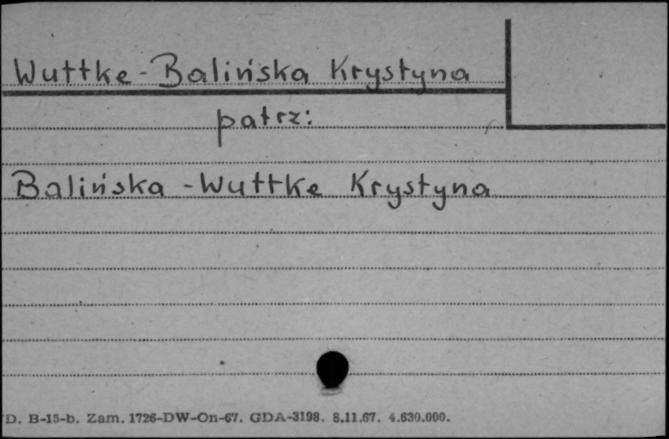 Wuttke-Balińska Krystyna
patrz:
Balińska-Wuttke Krystyna
D. B-15-b. Zam. 1726-DW-On-67. GDA-3198. 8.11.67. 4.630.000.